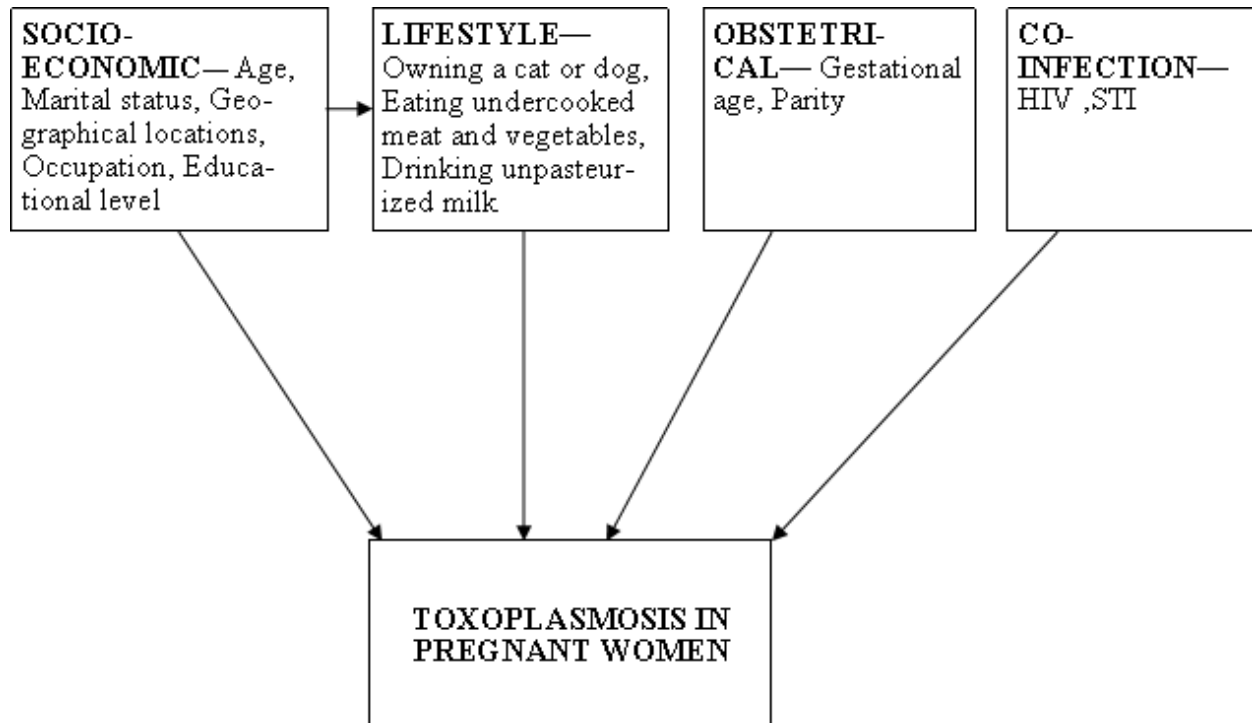 SOCIO-
ECONOMIC— Age,
Marital status, Geo-
graphical locations,
Occupation, Educa-
tional level
LIFESTYLE—
Owning a cat or dog,
Eating undercooked
meat and vegetables,
Drinking unpasteur-
ized milk
OBSTETRI-
CAL— Gestational
age, Parity
CO-
INFECTION—
HIV ,STI
TOXOPLASMOSIS IN
PREGNANT WOMEN